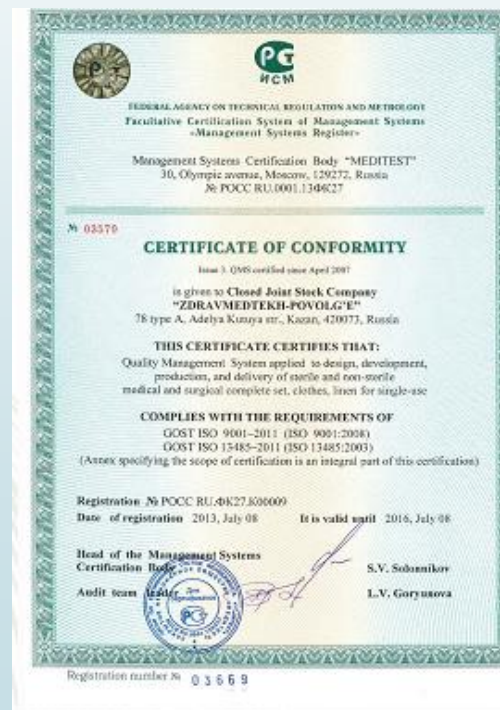 РСТ
ИСМ
FEDERAL AGENCY ON TECHNICAL REGULATION AND METROLOGY
Facultative Certification System of Management Systems
«Management Systems Register»
Management Systems Certification Body "MEDITEST"
30, Olympic avenue, Moscow, 129272, Russia
№ РОСС RU.0001.13ФК27
№ 03579
CERTIFICATE OF CONFORMITY
Issue 3. QMS certified since April 2007
is given to Closed Joint Stock Company
"ZDRAVMEDTEKH-POVOLG'E"
78 type A, Adelya Kutuya str., Kazan, 420073, Russia
THIS CERTIFICATE CERTIFIES THAT:
Quality Management System applied to design, development,
production, and delivery of sterile and non-sterile
medical and surgical complete set, clothes, linen for single-use
COMPLIES WITH THE REQUIREMENTS OF
GOST ISO 9001-2011 (ISO 9001:2008)
GOST ISO 13485-2011 (ISO 13485:2003)
(Annex specifying the scope of certification is an integral part of this certification)
Registration № РОСС RU.ФК27.К00009
Date of registration 2013, July 08 It is valid until 2016, July 08
Head of the Management Systems
Certification Body S.V. Solonnikov
Audit team leader L.V. Goryunova
Registration number № 03669